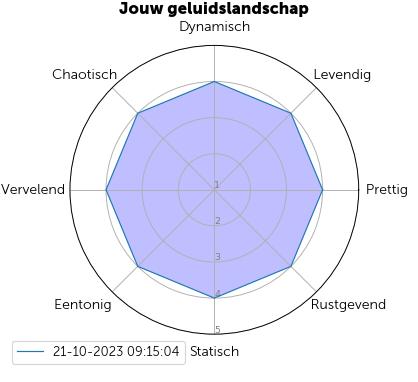 Jouw geluidslandschap
Dynamisch
Chaotisch
Levendig
Vervelend
Prettig
1
2
3
4
5
Eentonig
Rustgevend
21-10-2023 09:15:04
Statisch